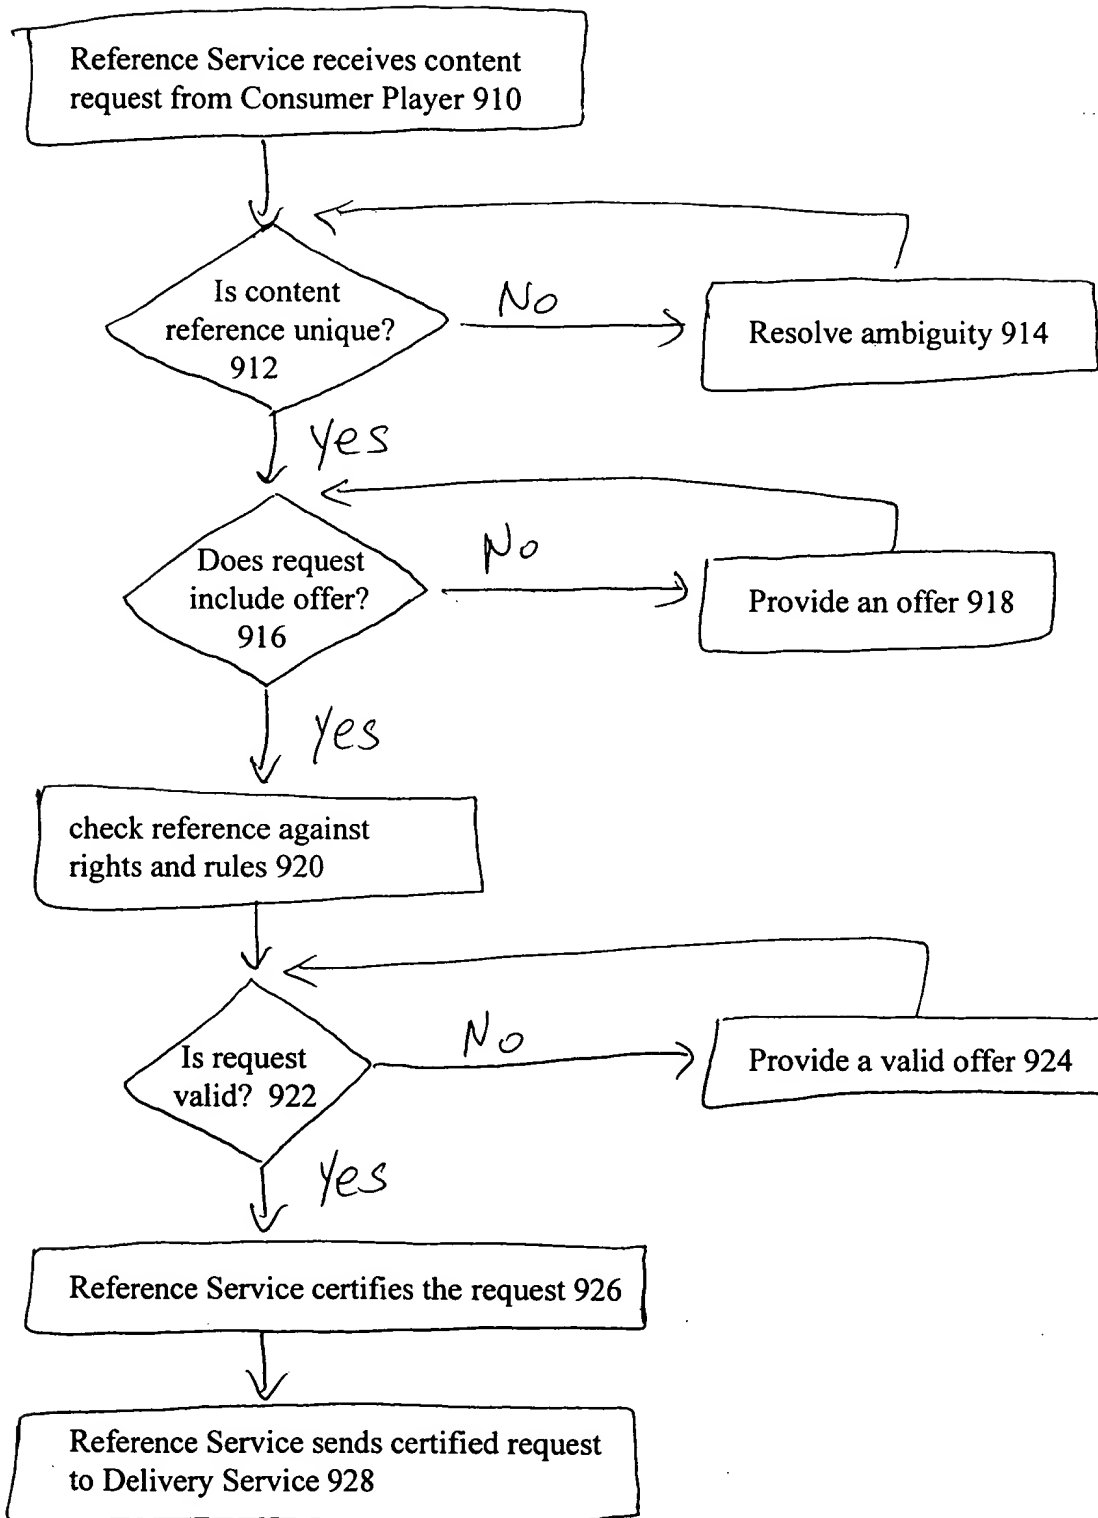 Reference Service receives content
request from Consumer Player 910
Is content
reference unique?
912
No
Resolve ambiguity 914
Yes
Does request
include offer?
916
No
Provide an offer 918
Yes
check reference against
rights and rules 920
Is request
valid? 922
No
Provide a valid offer 924
Yes
Reference Service certifies the request 926
Reference Service sends certified request
to Delivery Service 928